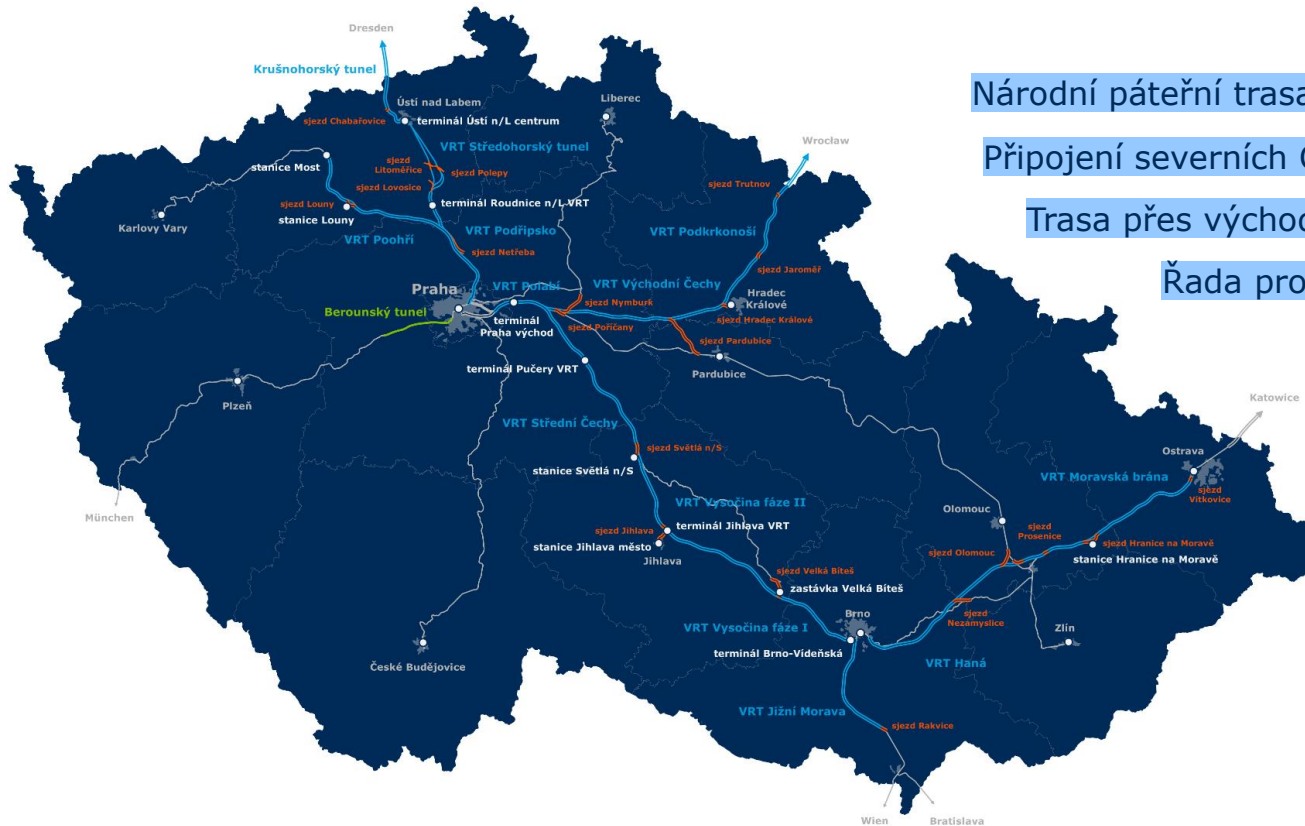 Dresden
Krušnohorský tunel
Ústí nad Labem
sjezd Chabařovice
terminál Ústí n/L centrum
Liberec
Národní páteřní trasa
Wrocław
VRT Středohorský tunel
Připojení severních
stanice Most
sjezd
Litoměřice
sjezd Polepy
sjezd Lovosice
sjezd Trutnov
sjezd Louny
stanice Louny
terminál Roudnice n/L VRT
Trasa přes výcho
Karlovy Vary
VRT Poohří
VRT Podřipsko
VRT Podkrkonoší
sjezd Netřeba
sjezd Jaroměř
Řada pro
Praha
VRT Polabí
VRT Východní Čechy
Hradec
Králové
sjezd Nymburk
Berounský tunel
terminál
Praha východ
sjezd Poříčany
sjezd Hradec Králové
sjezd Pardubice
terminál Pučery VRT
Pardubice
Plzeň
Katowice
VRT Střední Čechy
sjezd Světlá n/S
Ostrava
stanice Světlá n/S
VRT Moravská brána
sjezd
Vítkovice
München
VRT Vysočina fáze II
Olomouc
sjezd Jihlava
terminál Jihlava VRT
sjezd
Prosenice
stanice Jihlava město
sjezd Hranice na Moravě
Jihlava
sjezd Olomouc
stanice Hranice na Moravě
sjezd Velká Bíteš
zastávka Velká Bíteš
Brno
sjezd
Nezamyslice
VRT Vysočina fáze I
Zlín
terminál Brno-Vídeňská
České Budějovice
VRT Haná
VRT Jižní Morava
sjezd Rakvice
Wien
Bratislava